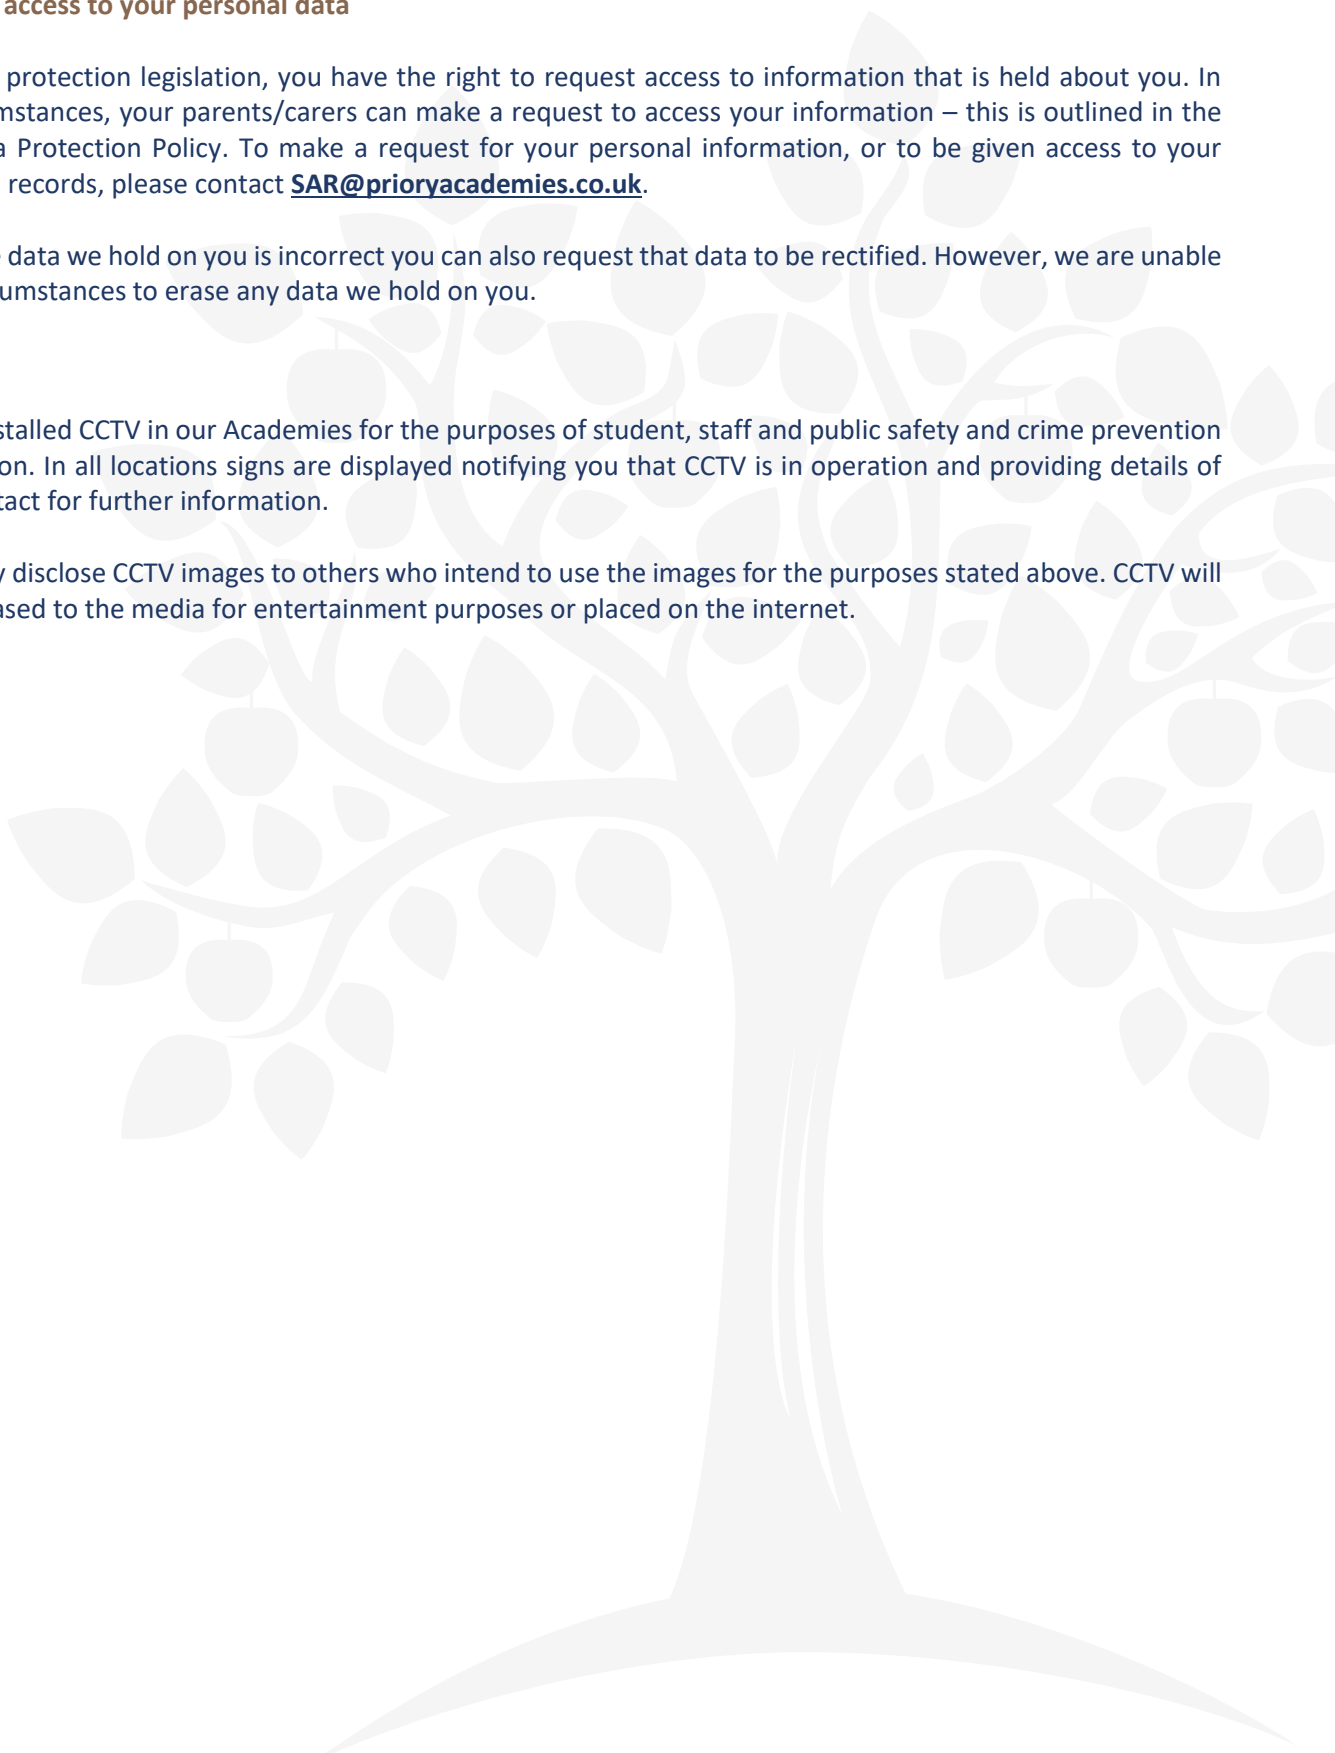 access to your personal data
protection legislation, you have the right to request access to information that is held about you. In
mstances, your parents/carers can make a request to access your information – this is outlined in the
a Protection Policy. To make a request for your personal information, or to be given access to your
records, please contact SAR@prioryacademies.co.uk.
data we hold on you is incorrect you can also request that data to be rectified. However, we are unable
umstances to erase any data we hold on you.
stalled CCTV in our Academies for the purposes of student, staff and public safety and crime prevention
on. In all locations signs are displayed notifying you that CCTV is in operation and providing details of
tact for further information.
y disclose CCTV images to others who intend to use the images for the purposes stated above. CCTV will
ased to the media for entertainment purposes or placed on the internet.